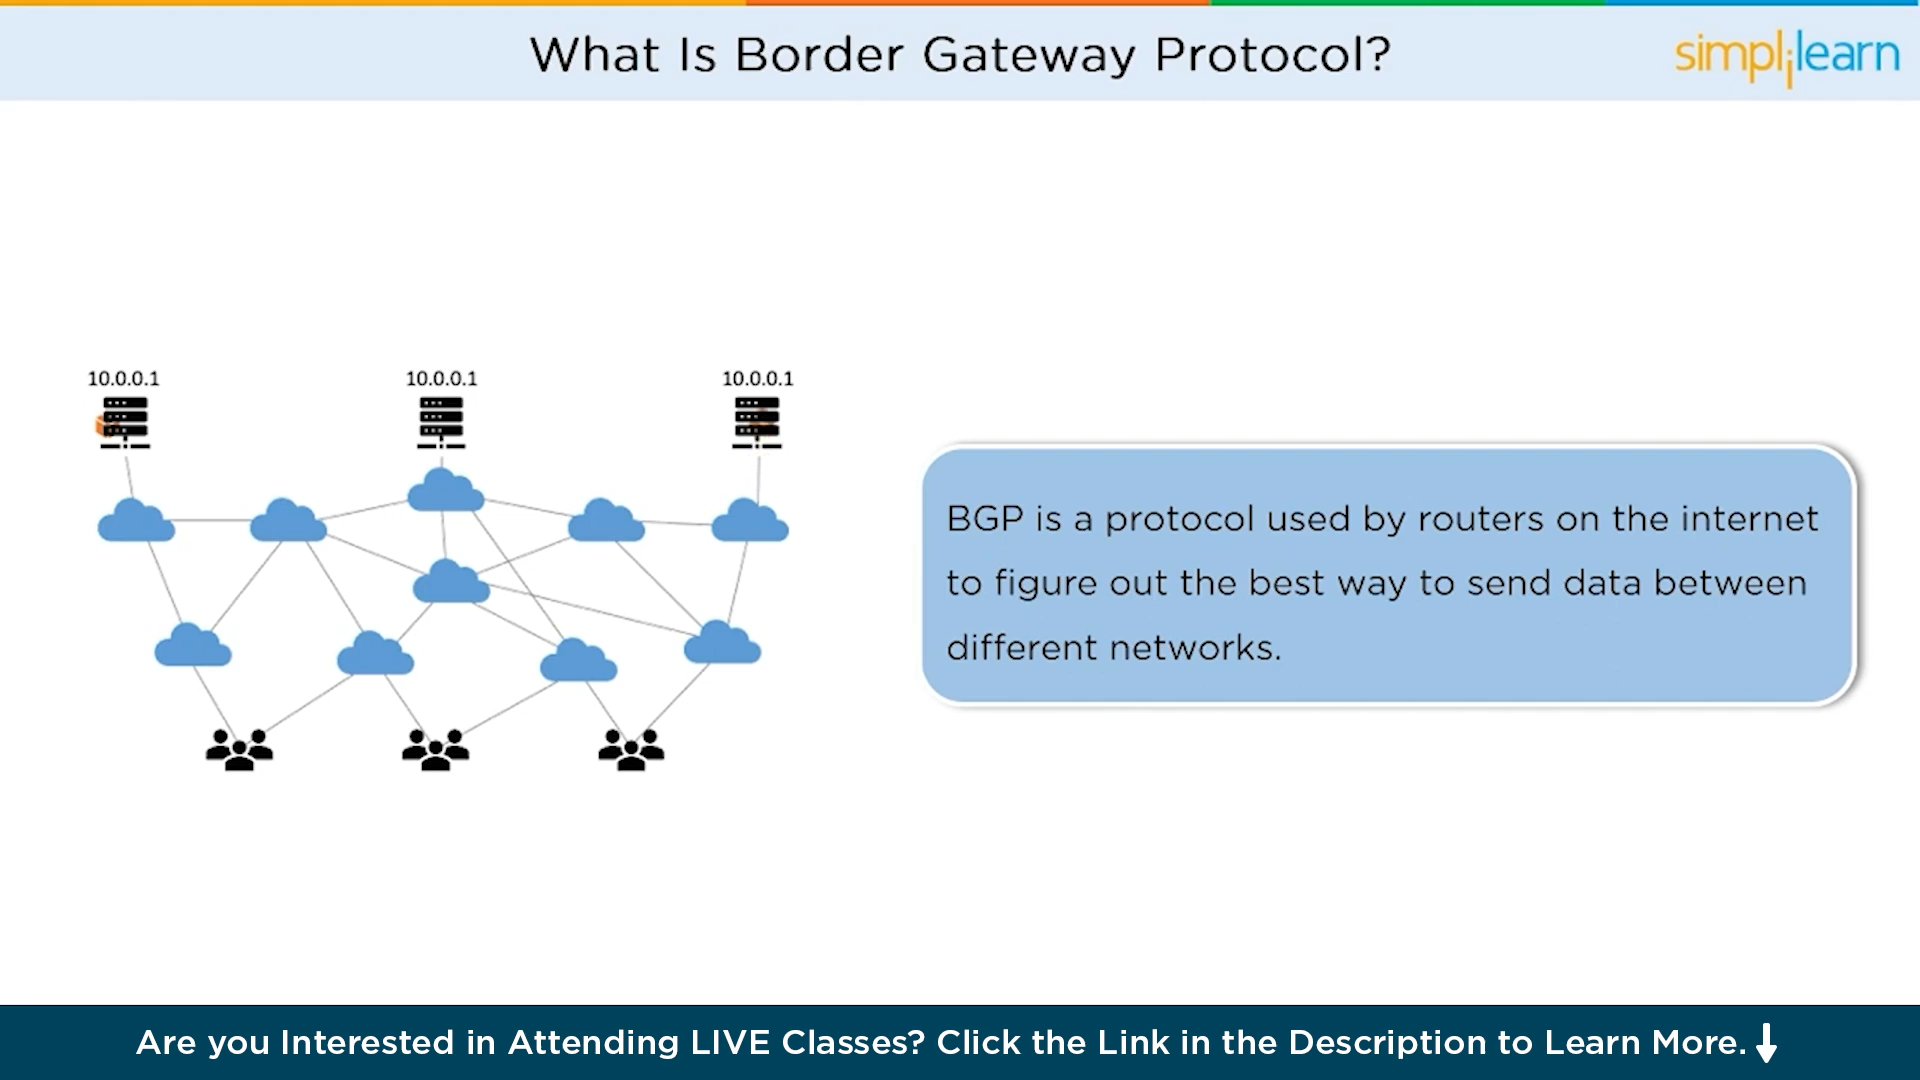 What Is Border Gateway Protocol?
simplilearn
10.0.0.1
10.0.0.1
10.0.0.1
BGP is a protocol used by routers on the internet
to figure out the best way to send data between
different networks.
Are you Interested in Attending LIVE Classes? Click the Link in the Description to Learn More.